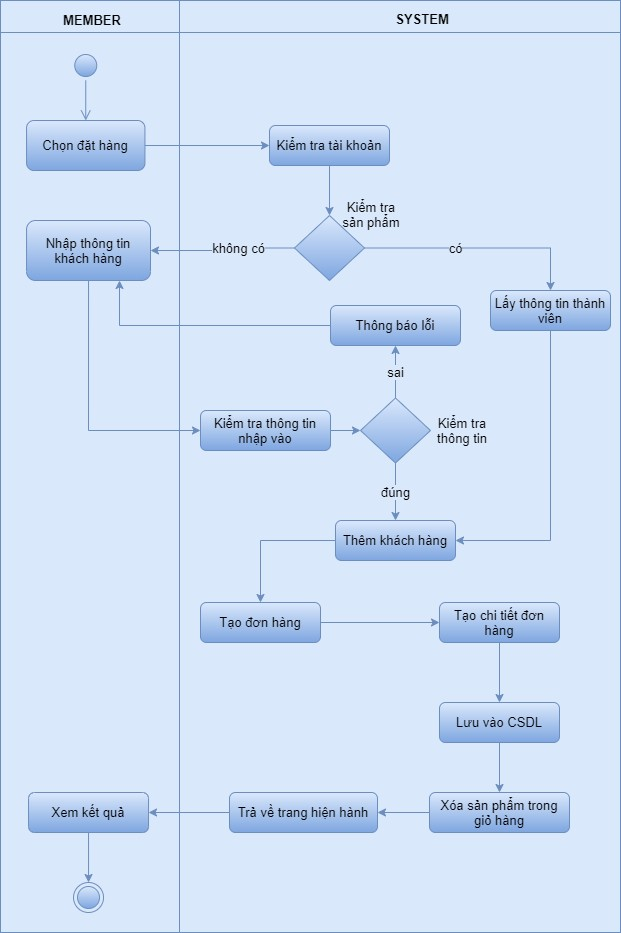 MEMBER
SYSTEM
Chọn đặt hàng
Kiểm tra tài khoản
Kiểm tra
sản phẩm
Nhập thông tin
khách hàng
không có
có
Lấy thông tin thành
viên
Thông báo lỗi
sai
Kiểm tra thông tin
nhập vào
Kiểm tra
thông tin
đúng
Thêm khách hàng
Tạo đơn hàng
Tạo chi tiết đơn
hàng
Lưu vào CSDL
Xem kết quả
Trả về trang hiện hành
Xóa sản phẩm trong
giỏ hàng